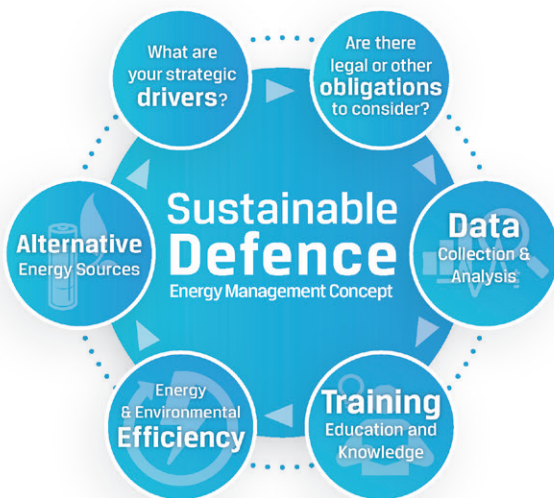 What are
your strategic
drivers?
Are there
legal or other
obligations
to consider?
Sustainable
Defence
Energy Management Concept
Data
Collection &
Analysis
Training
Education and
Knowledge
Energy
& Environmental
Efficiency
Alternative
Energy Sources